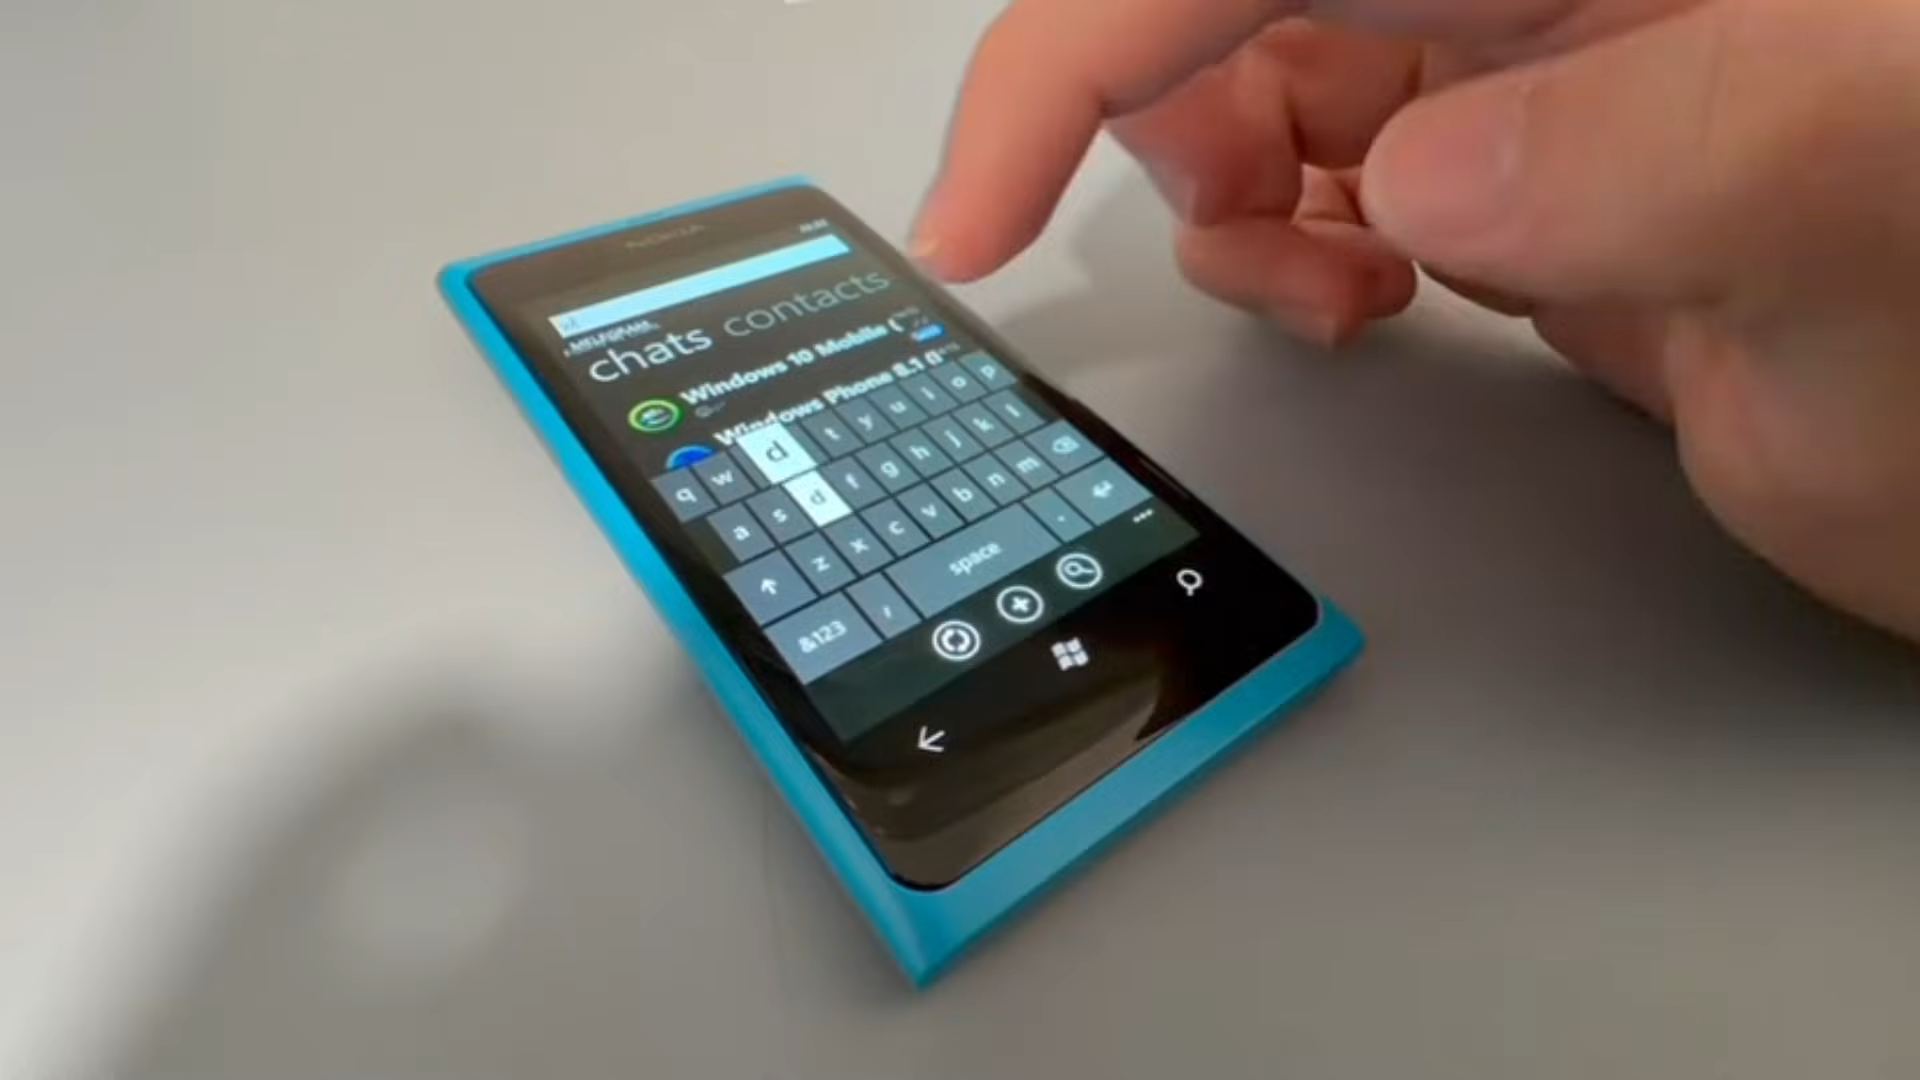 NOKIA
chats contacts
Windows 10 Mobile (
Windows Phone 8.1 (
d
q w t y u i o p
a s d f g h j k l
z x c v b n m
&123 , space .